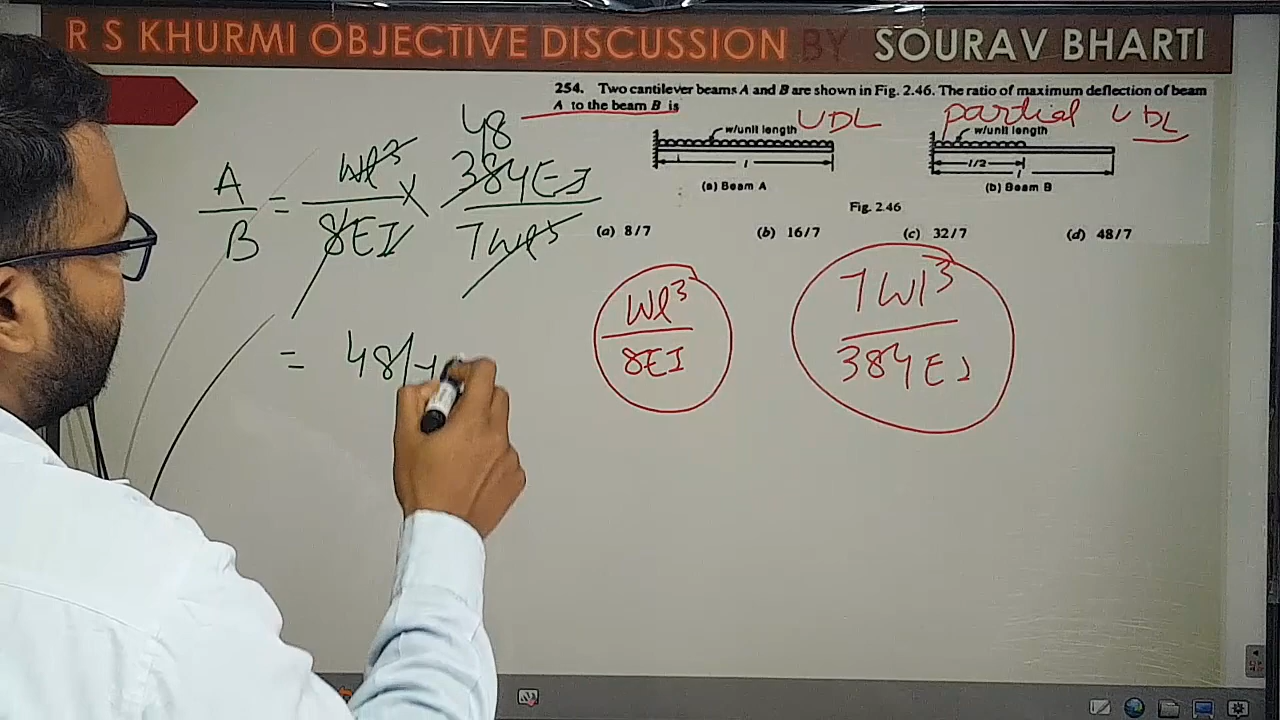 R S KHURMI OBJECTIVE DISCUSSION BY SOURAV BHARTI
254. Two cantilever beams A and B are shown in Fig. 2.46. The ratio of maximum deflection of beam
A to the beam B is
w/unit length UDL
l
(a) Beam A
partial UDL
w/unit length
l/2
l
(b) Beam B
Fig. 2.46
(a) 8/7 (b) 16/7 (c) 32/7 (d) 48/7
48
A/B = Wl³/8EI × 384EI/7Wl³
= 48/
Wl³/8EI
7Wl³/384EI